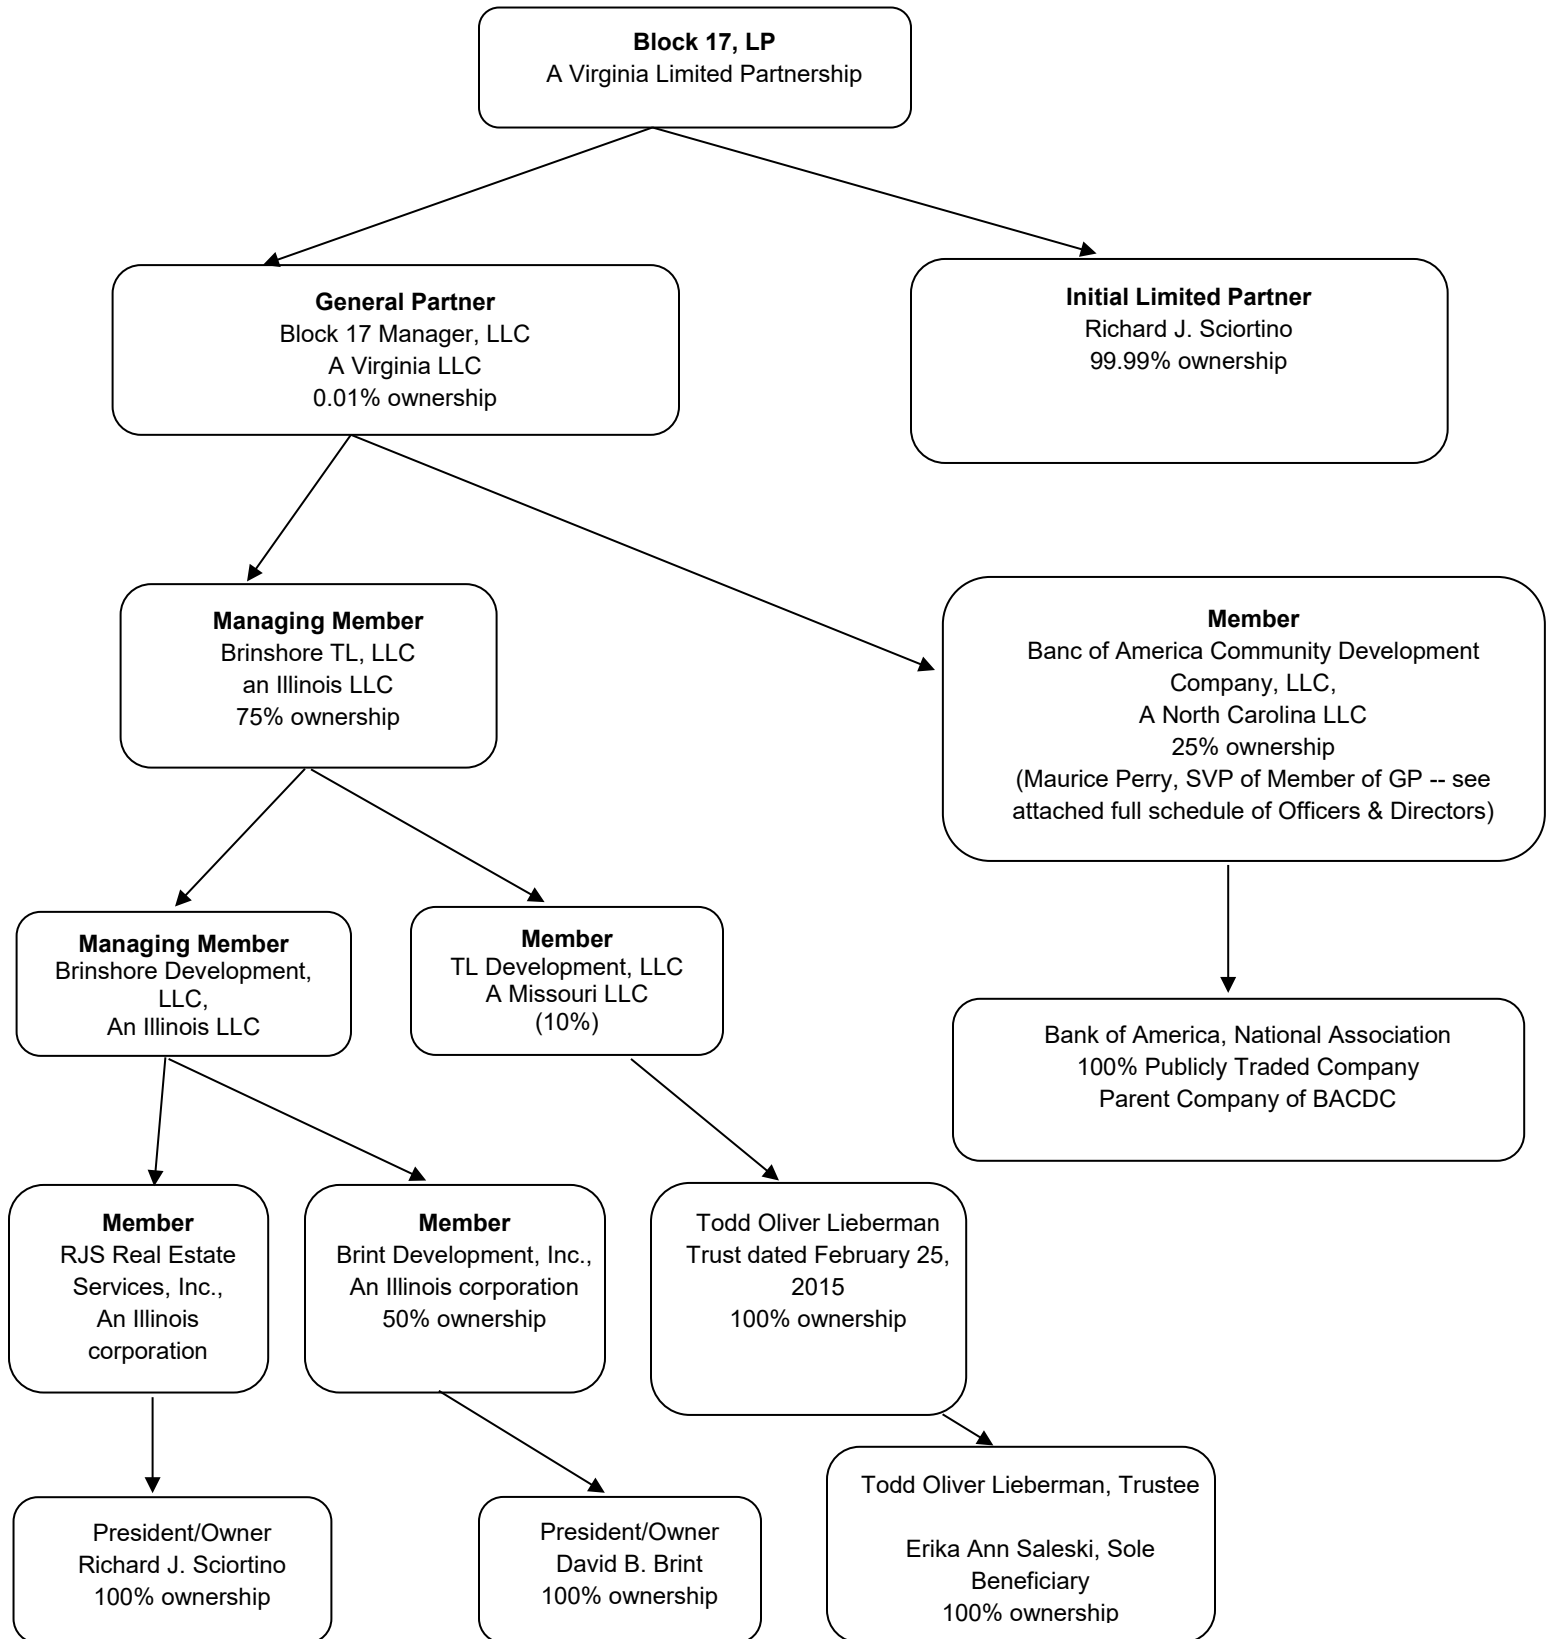 Block 17, LP
A Virginia Limited Partnership
General Partner
Block 17 Manager, LLC
A Virginia LLC
0.01% ownership
Initial Limited Partner
Richard J. Sciortino
99.99% ownership
Managing Member
Brinshore TL, LLC
an Illinois LLC
75% ownership
Member
Banc of America Community Development
Company, LLC,
A North Carolina LLC
25% ownership
(Maurice Perry, SVP of Member of GP -- see
attached full schedule of Officers & Directors)
Managing Member
Brinshore Development,
LLC,
An Illinois LLC
Member
TL Development, LLC
A Missouri LLC
(10%)
Bank of America, National Association
100% Publicly Traded Company
Parent Company of BACDC
Member
RJS Real Estate
Services, Inc.,
An Illinois
corporation
Member
Brint Development, Inc.,
An Illinois corporation
50% ownership
Todd Oliver Lieberman
Trust dated February 25,
2015
100% ownership
President/Owner
Richard J. Sciortino
100% ownership
President/Owner
David B. Brint
100% ownership
Todd Oliver Lieberman, Trustee
Erika Ann Saleski, Sole
Beneficiary
100% ownership